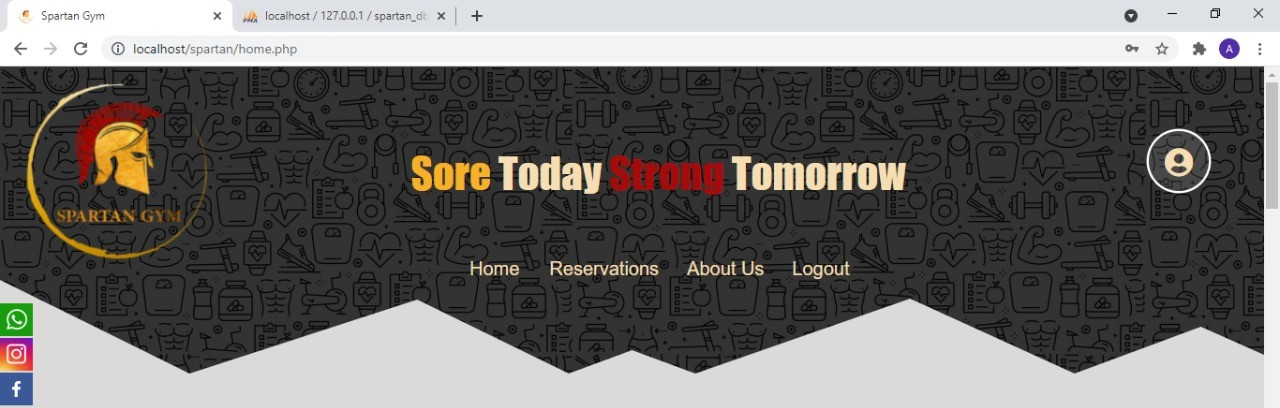 Spartan Gym
localhost / 127.0.0.1 / spartan_db
localhost/spartan/home.php
A
SPARTAN GYM
Sore Today Strong Tomorrow
Home Reservations About Us Logout